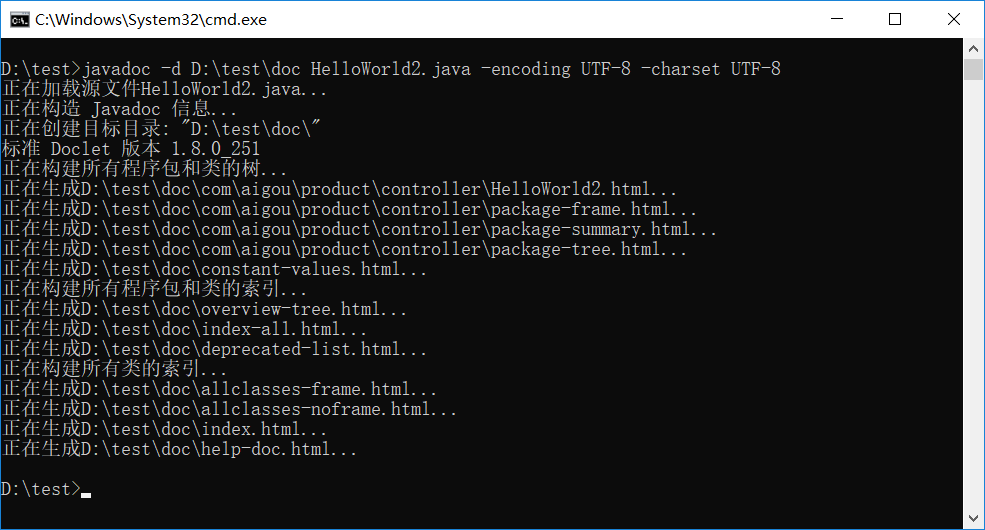 C:\Windows\System32\cmd.exe
D:\test>javadoc -d D:\test\doc HelloWorld2.java -encoding UTF-8 -charset UTF-8
正在加载源文件HelloWorld2.java...
正在构造 Javadoc 信息...
正在创建目标目录: "D:\test\doc\"
标准 Doclet 版本 1.8.0_251
正在构建所有程序包和类的树...
正在生成D:\test\doc\com\aigou\product\controller\HelloWorld2.html...
正在生成D:\test\doc\com\aigou\product\controller\package-frame.html...
正在生成D:\test\doc\com\aigou\product\controller\package-summary.html...
正在生成D:\test\doc\com\aigou\product\controller\package-tree.html...
正在生成D:\test\doc\constant-values.html...
正在构建所有程序包和类的索引...
正在生成D:\test\doc\overview-tree.html...
正在生成D:\test\doc\index-all.html...
正在生成D:\test\doc\deprecated-list.html...
正在构建所有类的索引...
正在生成D:\test\doc\allclasses-frame.html...
正在生成D:\test\doc\allclasses-noframe.html...
正在生成D:\test\doc\index.html...
正在生成D:\test\doc\help-doc.html...
D:\test>